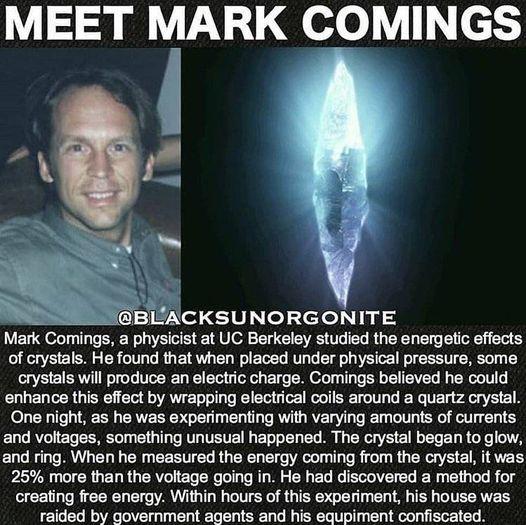 MEET MARK COMINGS
@BLACKSUNORGONITE
Mark Comings, a physicist at UC Berkeley studied the energetic effects
of crystals. He found that when placed under physical pressure, some
crystals will produce an electric charge. Comings believed he could
enhance this effect by wrapping electrical coils around a quartz crystal.
One night, as he was experimenting with varying amounts of currents
and voltages, something unusual happened. The crystal began to glow,
and ring. When he measured the energy coming from the crystal, it was
25% more than the voltage going in. He had discovered a method for
creating free energy. Within hours of this experiment, his house was
raided by government agents and his equpiment confiscated.